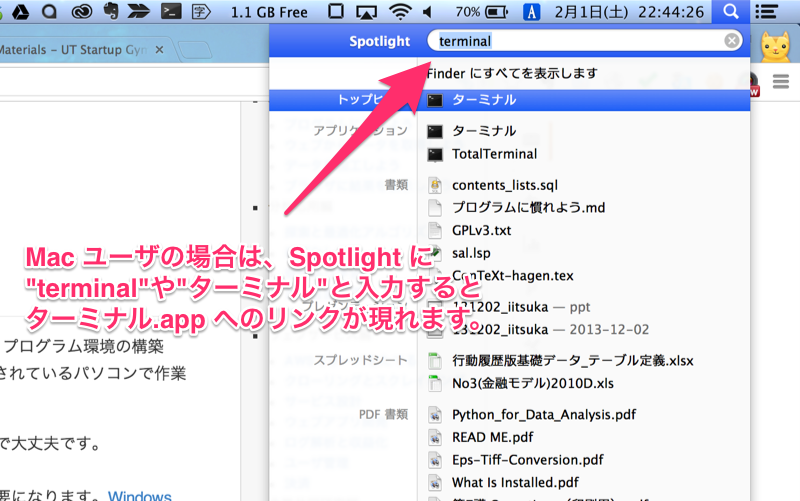 字
1.1 GB Free
70%
A
2月1日(土) 22:44:26
Materials – UT Startup Gy
Spotlight
terminal
Finder にすべてを表示します
トップヒ
ターミナル
アプリケーション
ターミナル
TotalTerminal
書類
contents_lists.sql
プログラムに慣れよう.md
GPLv3.txt
sal.lsp
ConTeXt-hagen.tex
Mac ユーザの場合は、Spotlight に
"terminal"や"ターミナル"と入力すると
ターミナル.app へのリンクが現れます。
131202_iitsuka — ppt
131202_iitsuka — 2013-12-02
プログラム環境の構築
スプレッドシート
行動履歴版基礎データ_テーブル定義.xlsx
されているパソコンで作業
No3(金融モデル)2010D.xls
PDF 書類
Python_for_Data_Analysis.pdf
で大丈夫です。
READ ME.pdf
Eps-Tiff-Conversion.pdf
What Is Installed.pdf
要になります。Windows